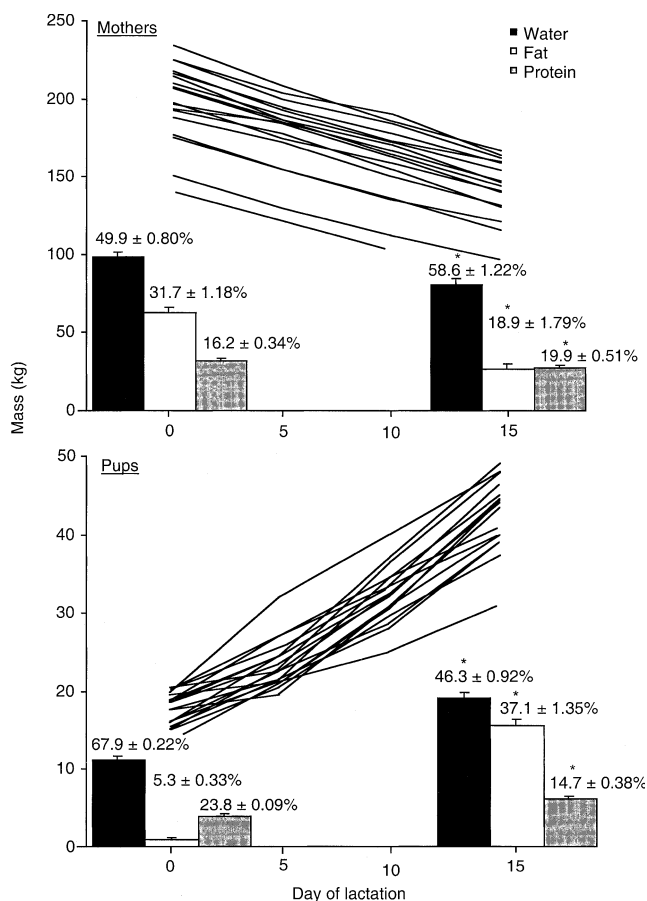 250
Mothers
Water
Fat
Protein
200
150
100
49.9 ± 0.80%
*
58.6 ± 1.22%
31.7 ± 1.18%
*
18.9 ± 1.79%
50
16.2 ± 0.34%
*
19.9 ± 0.51%
0
0 5 10 15
Mass (kg)
50
Pups
40
30
20
*
46.3 ± 0.92%
*
37.1 ± 1.35%
67.9 ± 0.22%
10
5.3 ± 0.33%
*
14.7 ± 0.38%
23.8 ± 0.09%
0
0 5 10 15
Day of lactation